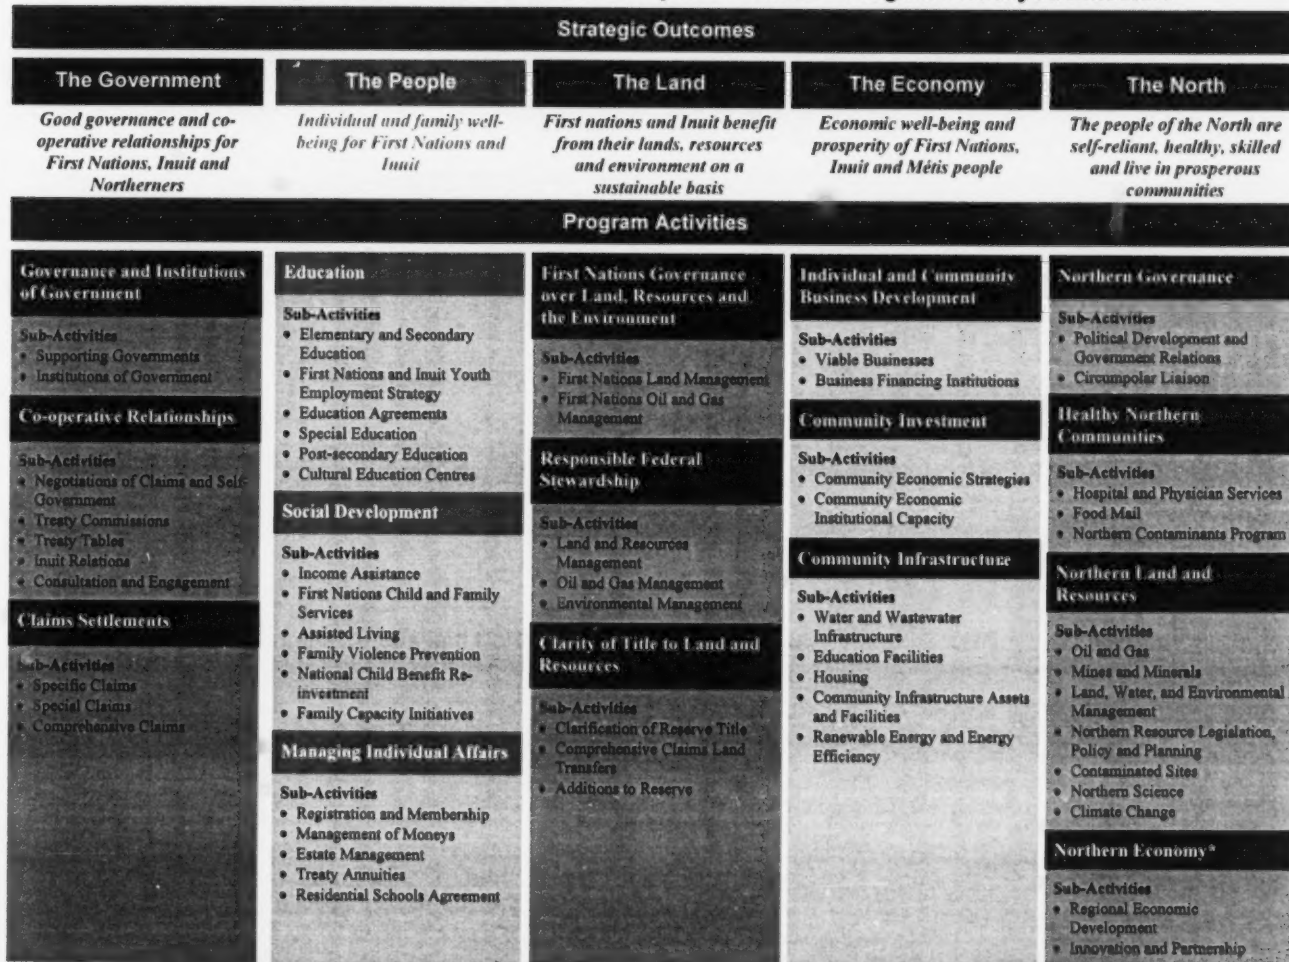 Strategic Outcomes
The Government
Good governance and co-
operative relationships for
First Nations, Inuit and
Northerners
The People
Individual and family well-
being for First Nations and
Inuit
The Land
First nations and Inuit benefit
from their lands, resources
and environment on a
sustainable basis
The Economy
Economic well-being and
prosperity of First Nations,
Inuit and Métis people
The North
The people of the North are
self-reliant, healthy, skilled
and live in prosperous
communities
Program Activities
Governance and Institutions
of Government
Sub-Activities
• Supporting Governments
• Institutions of Government
Co-operative Relationships
Sub-Activities
• Negotiations of Claims and Self-
Government
• Treaty Commissions
• Treaty Tables
• Inuit Relations
• Consultation and Engagement
Claims Settlements
Sub-Activities
• Specific Claims
• Special Claims
• Comprehensive Claims
Education
Sub-Activities
• Elementary and Secondary
Education
• First Nations and Inuit Youth
Employment Strategy
• Education Agreements
• Special Education
• Post-secondary Education
• Cultural Education Centres
Social Development
Sub-Activities
• Income Assistance
• First Nations Child and Family
Services
• Assisted Living
• Family Violence Prevention
• National Child Benefit Re-
investment
• Family Capacity Initiatives
Managing Individual Affairs
Sub-Activities
• Registration and Membership
• Management of Moneys
• Estate Management
• Treaty Annuities
• Residential Schools Agreement
First Nations Governance
over Land, Resources and
the Environment
Sub-Activities
• First Nations Land Management
• First Nations Oil and Gas
Management
Responsible Federal
Stewardship
Sub-Activities
• Land and Resources
Management
• Oil and Gas Management
• Environmental Management
Clarity of Title to Land and
Resources
Sub-Activities
• Clarification of Reserve Title
• Comprehensive Claims Land
Transfers
• Additions to Reserve
Individual and Community
Business Development
Sub-Activities
• Viable Businesses
• Business Financing Institutions
Community Investment
Sub-Activities
• Community Economic Strategies
• Community Economic
Institutional Capacity
Community Infrastructure
Sub-Activities
• Water and Wastewater
Infrastructure
• Education Facilities
• Housing
• Community Infrastructure Assets
and Facilities
• Renewable Energy and Energy
Efficiency
Northern Governance
Sub-Activities
• Political Development and
Government Relations
• Circumpolar Liaison
Healthy Northern
Communities
Sub-Activities
• Hospital and Physician Services
• Food Mail
• Northern Contaminants Program
Northern Land and
Resources
Sub-Activities
• Oil and Gas
• Mines and Minerals
• Land, Water, and Environmental
Management
• Northern Resource Legislation,
Policy and Planning
• Contaminated Sites
• Northern Science
• Climate Change
Northern Economy*
Sub-Activities
• Regional Economic
Development
• Innovation and Partnership